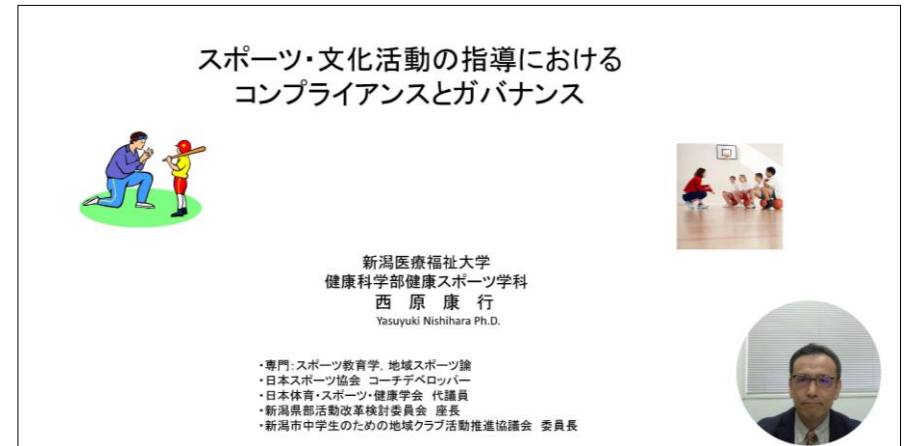 スポーツ・文化活動の指導における
コンプライアンスとガバナンス
新潟医療福祉大学
健康科学部健康スポーツ学科
西　原　康　行
Yasuyuki Nishihara Ph.D.
・専門：スポーツ教育学，地域スポーツ論
・日本スポーツ協会　コーチデベロッパー
・日本体育・スポーツ・健康学会　代議員
・新潟県部活動改革検討委員会　座長
・新潟市中学生のための地域クラブ活動推進協議会　委員長